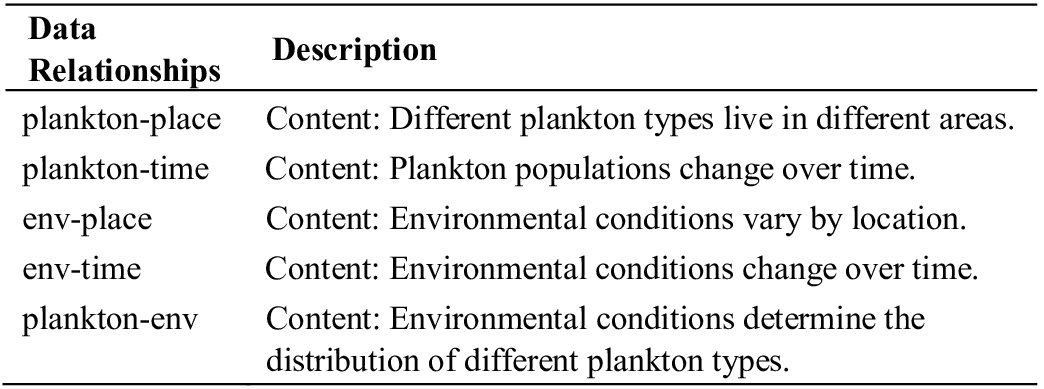 Data
Relationships
Description
plankton-place
Content: Different plankton types live in different areas.
plankton-time
Content: Plankton populations change over time.
env-place
Content: Environmental conditions vary by location.
env-time
Content: Environmental conditions change over time.
plankton-env
Content: Environmental conditions determine the
distribution of different plankton types.